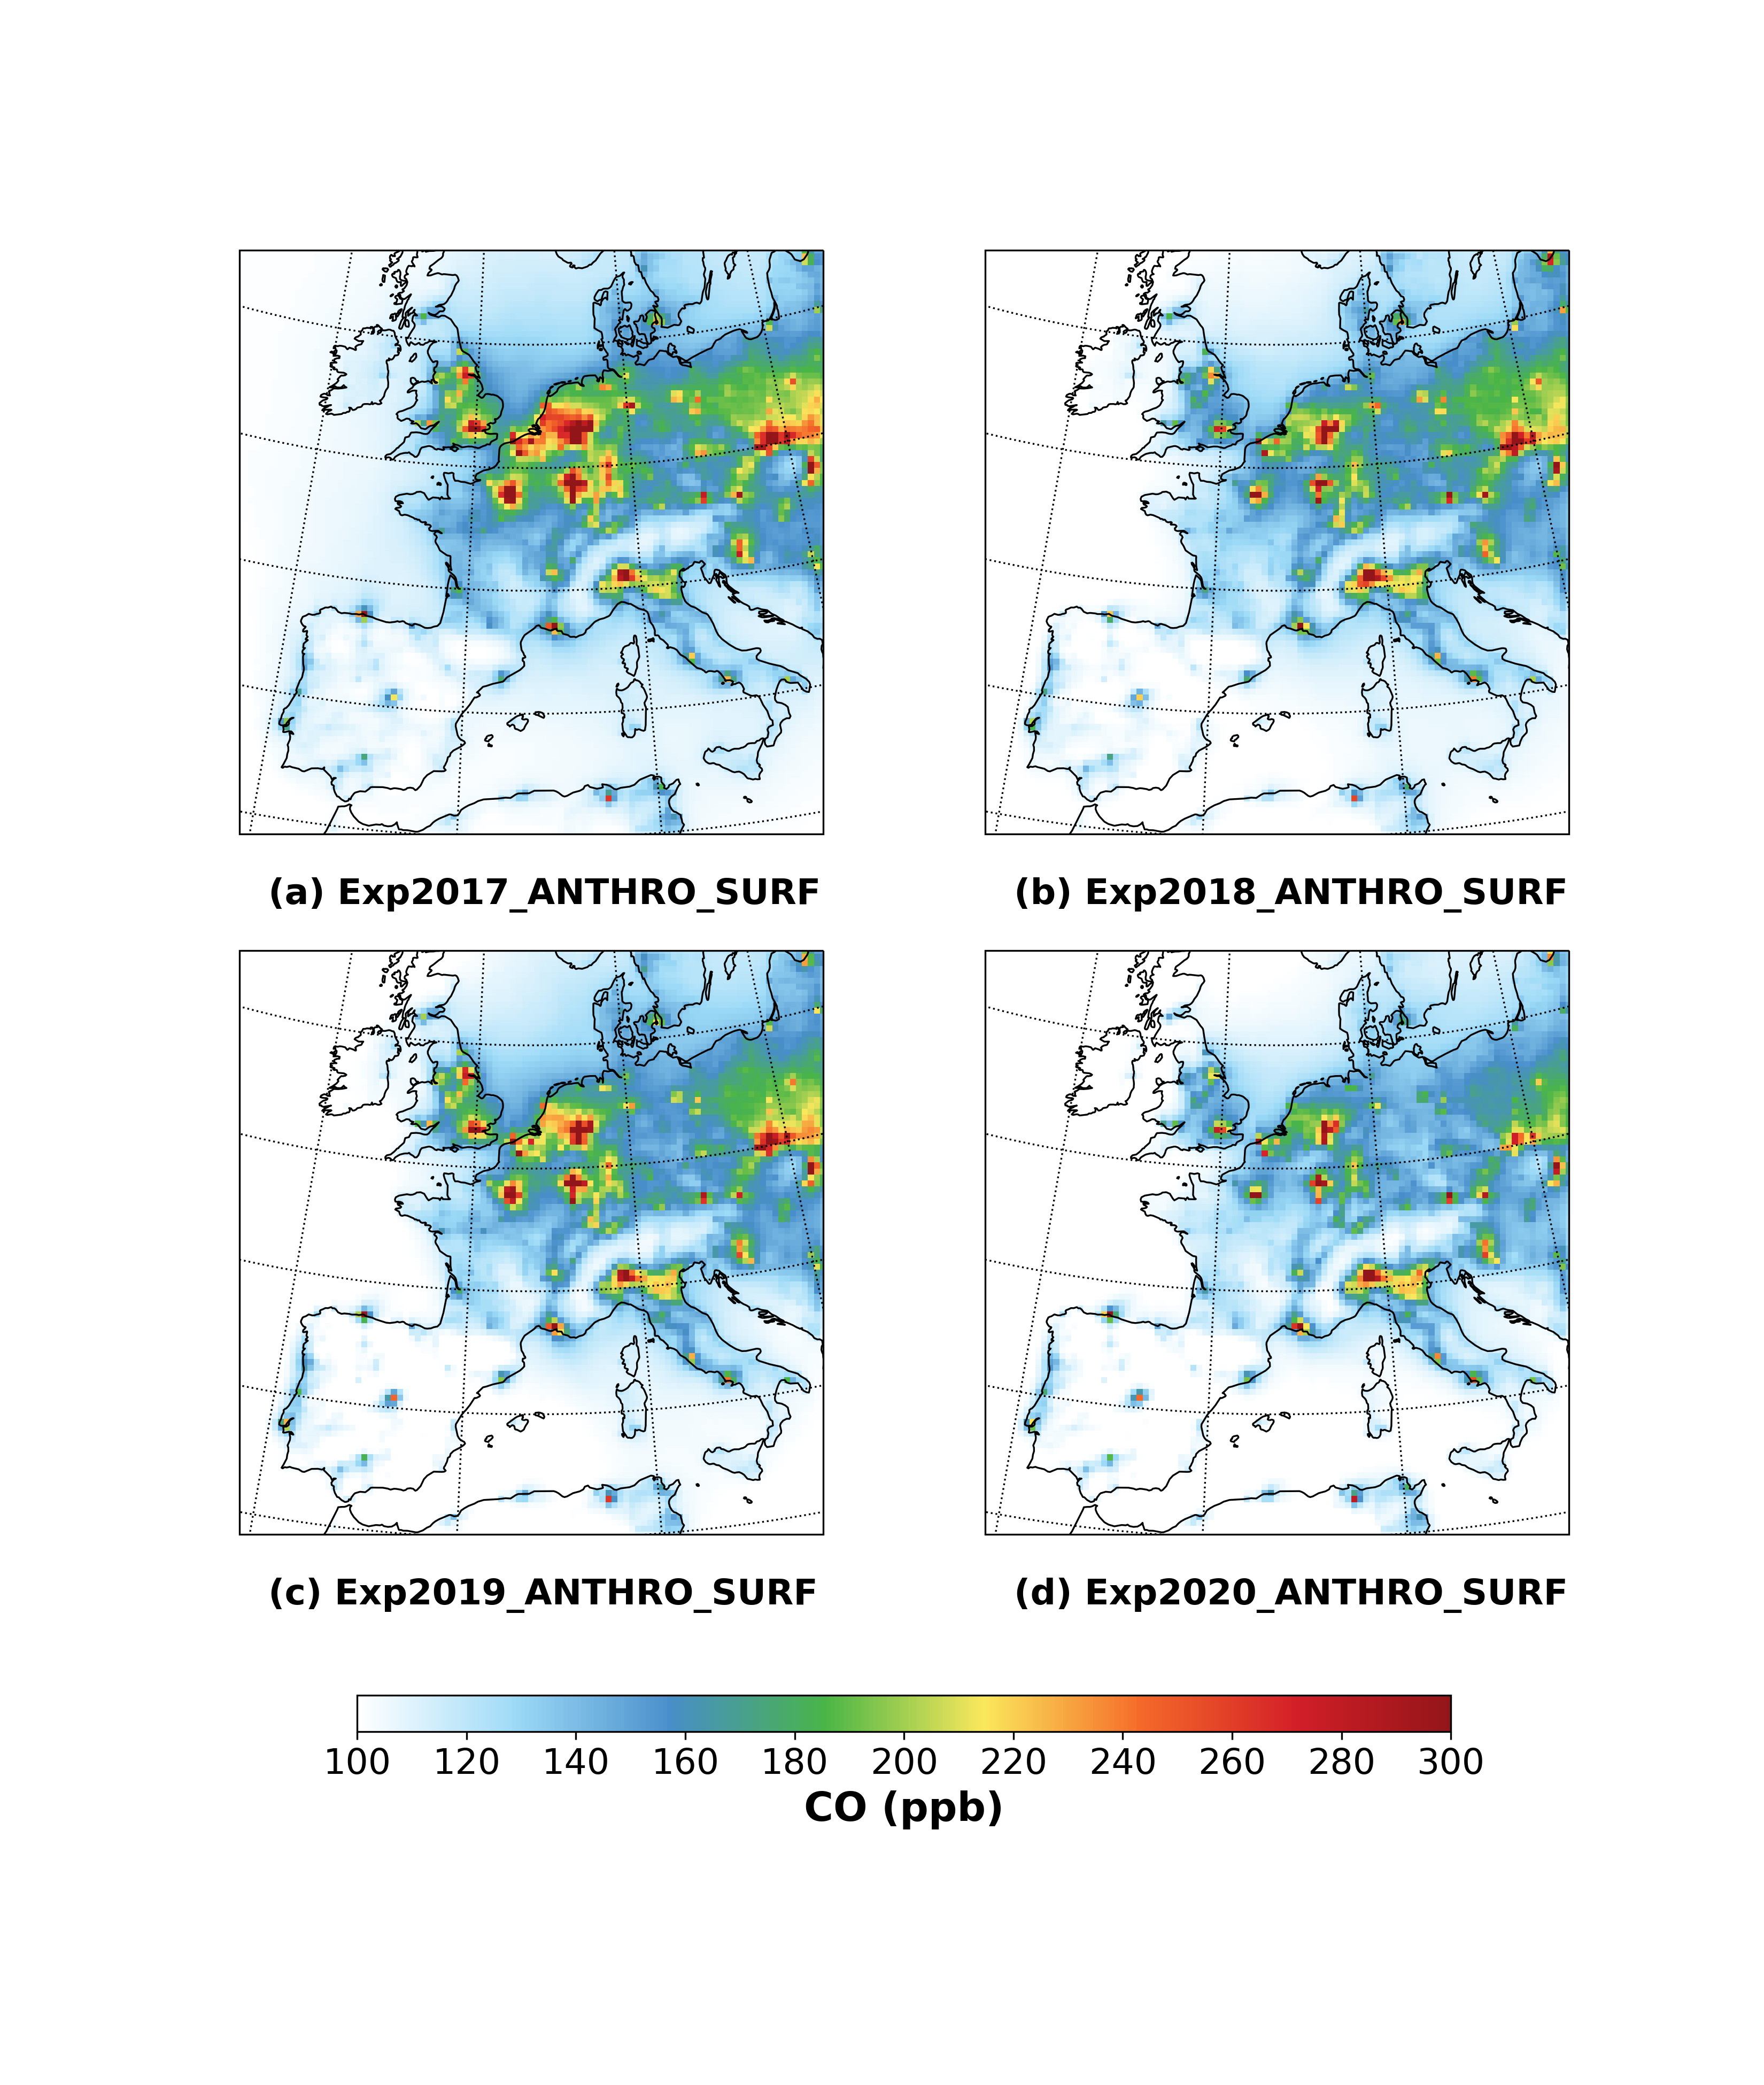 (a) Exp2017_ANTHRO_SURF
(b) Exp2018_ANTHRO_SURF
(c) Exp2019_ANTHRO_SURF
(d) Exp2020_ANTHRO_SURF
100 120 140 160 180 200 220 240 260 280 300
CO (ppb)